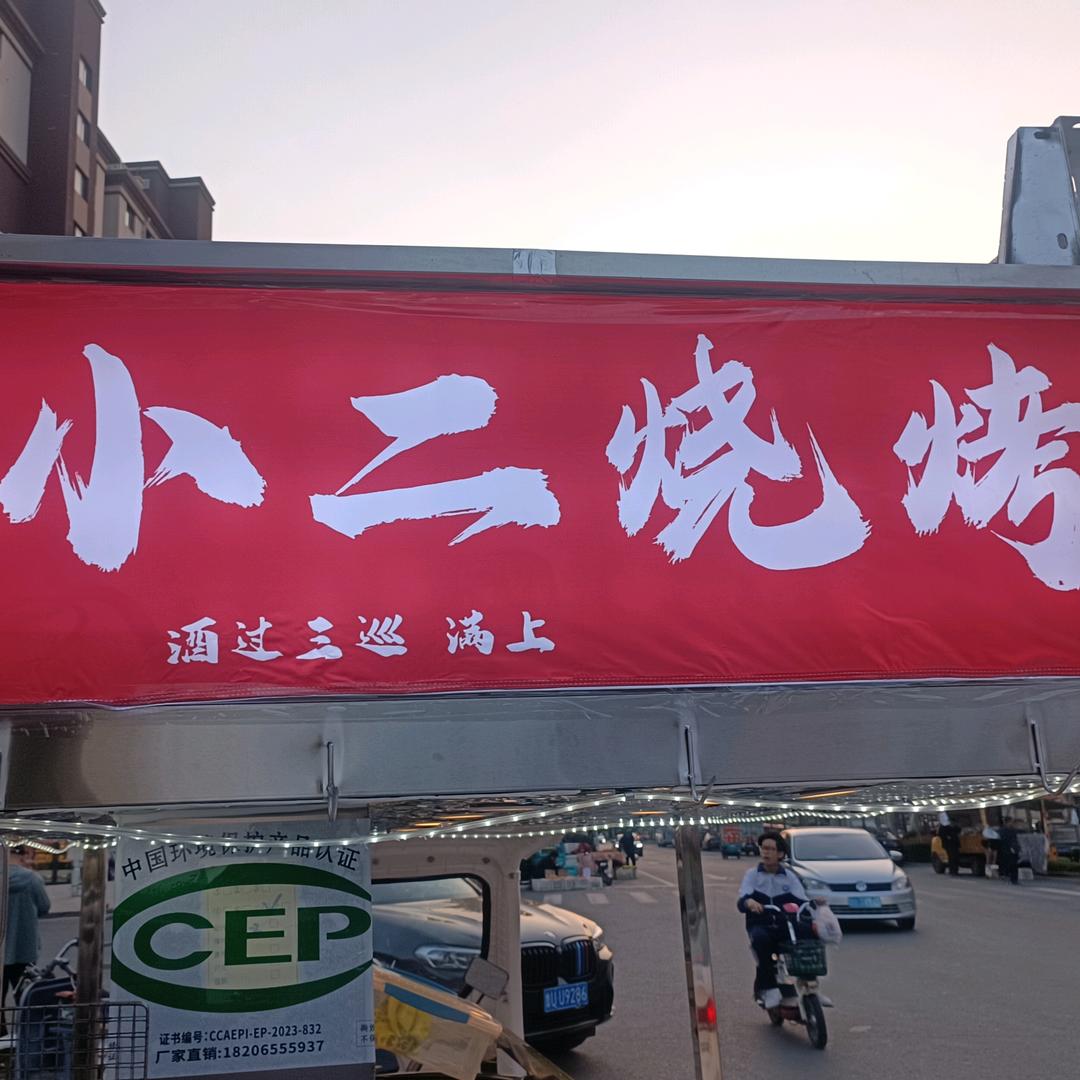 小二烧烤
酒过三巡 满上
中国环境保护产品认证
CEP
证书编号:CCAEPI-EP-2023-832
厂家直销:18206555937
UU9286